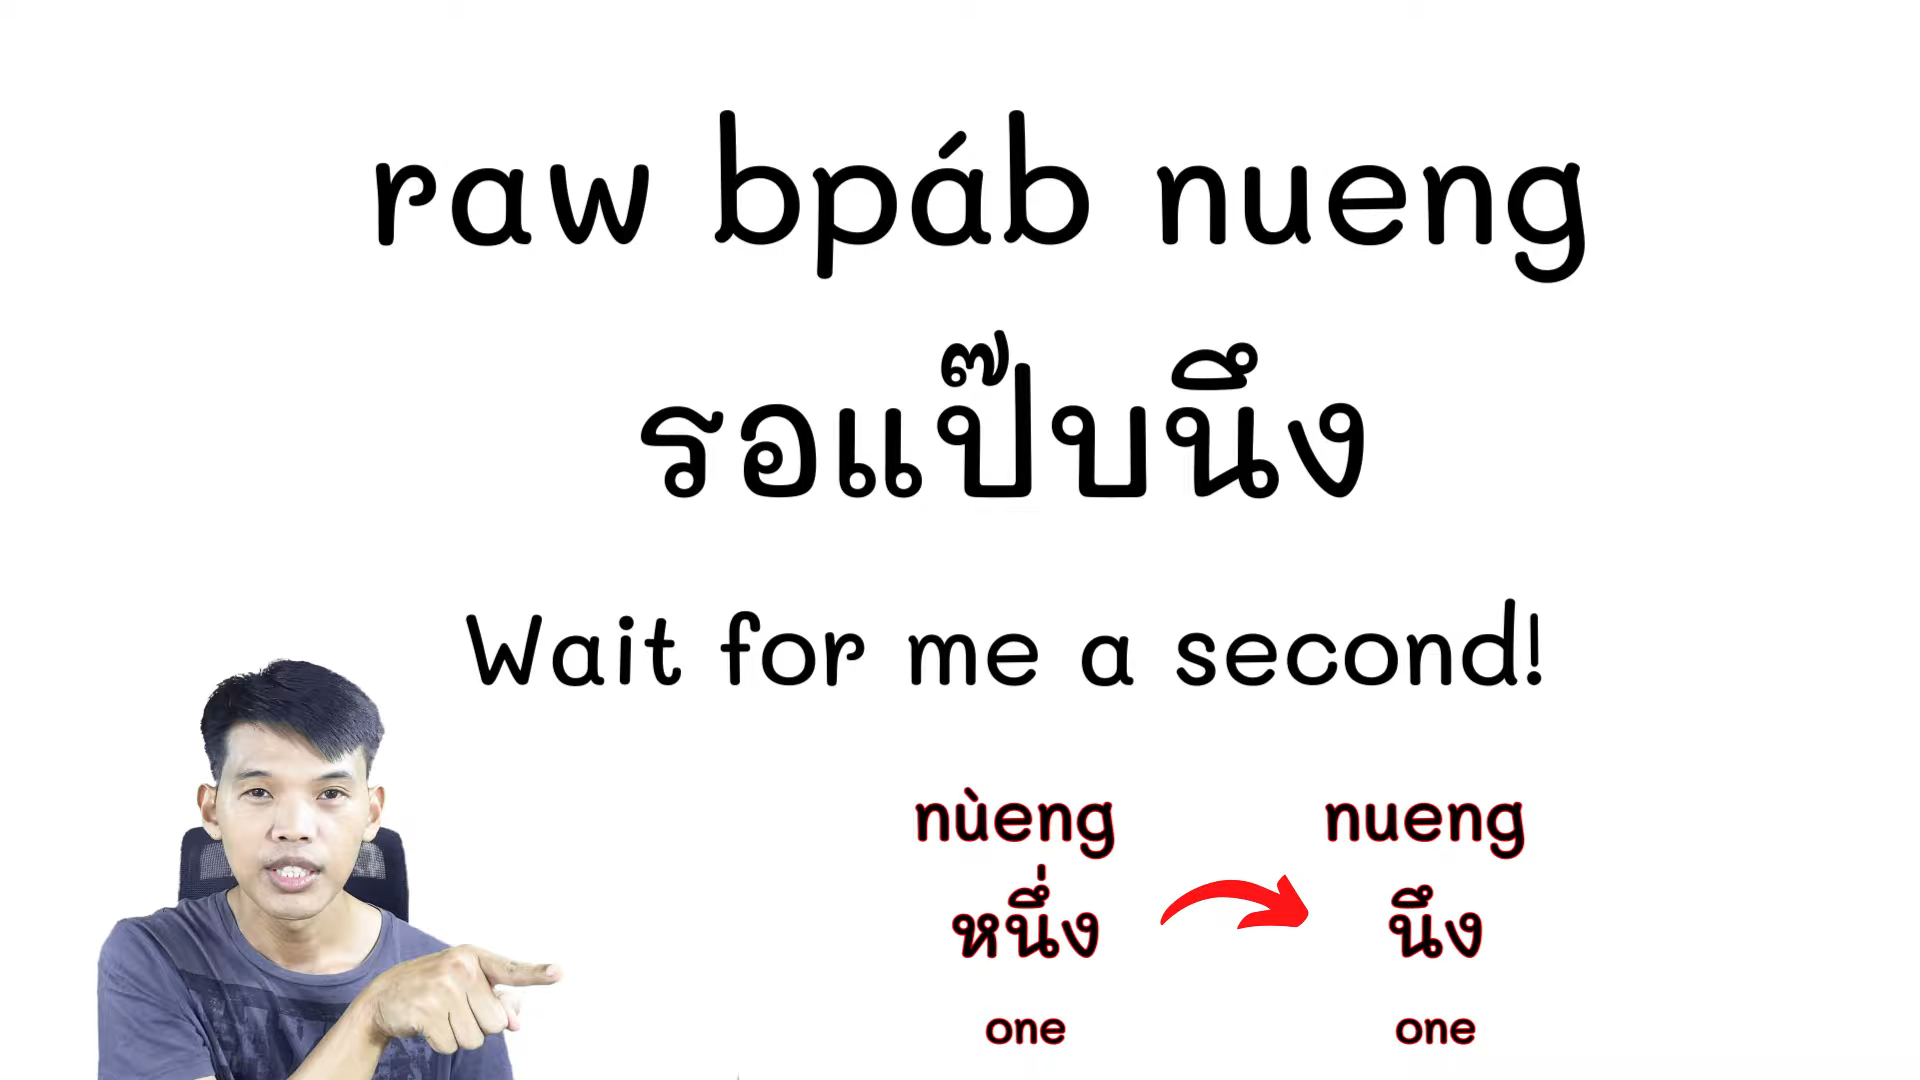 raw bpáb nueng
รอแป๊บนึง
Wait for me a second!
nùeng nueng
หนึ่ง นึง
one one